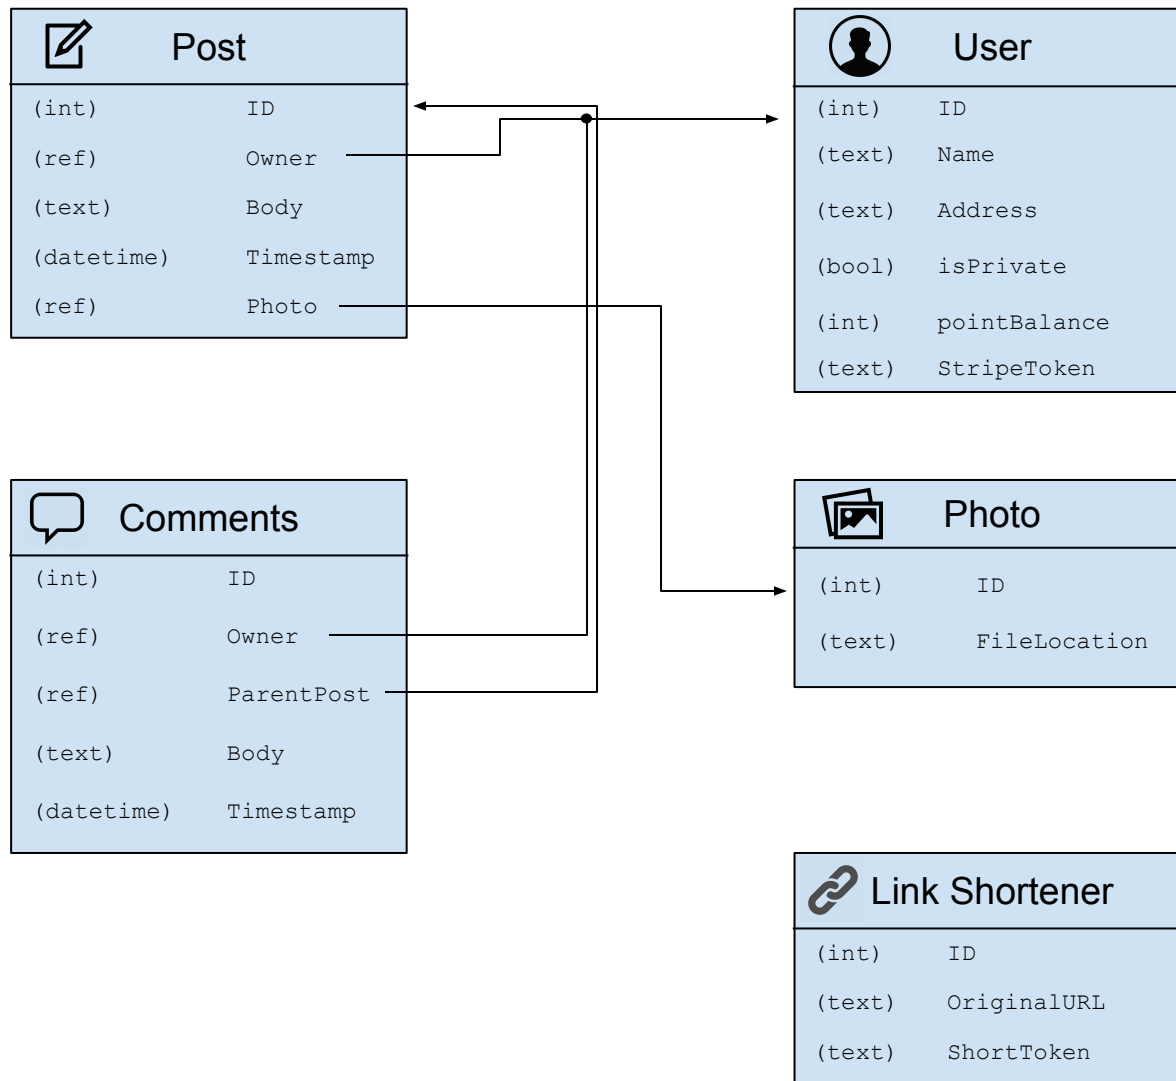 Post
(int) ID
(ref) Owner
(text) Body
(datetime) Timestamp
(ref) Photo
User
(int) ID
(text) Name
(text) Address
(bool) isPrivate
(int) pointBalance
(text) StripeToken
Comments
(int) ID
(ref) Owner
(ref) ParentPost
(text) Body
(datetime) Timestamp
Photo
(int) ID
(text) FileLocation
Link Shortener
(int) ID
(text) OriginalURL
(text) ShortToken